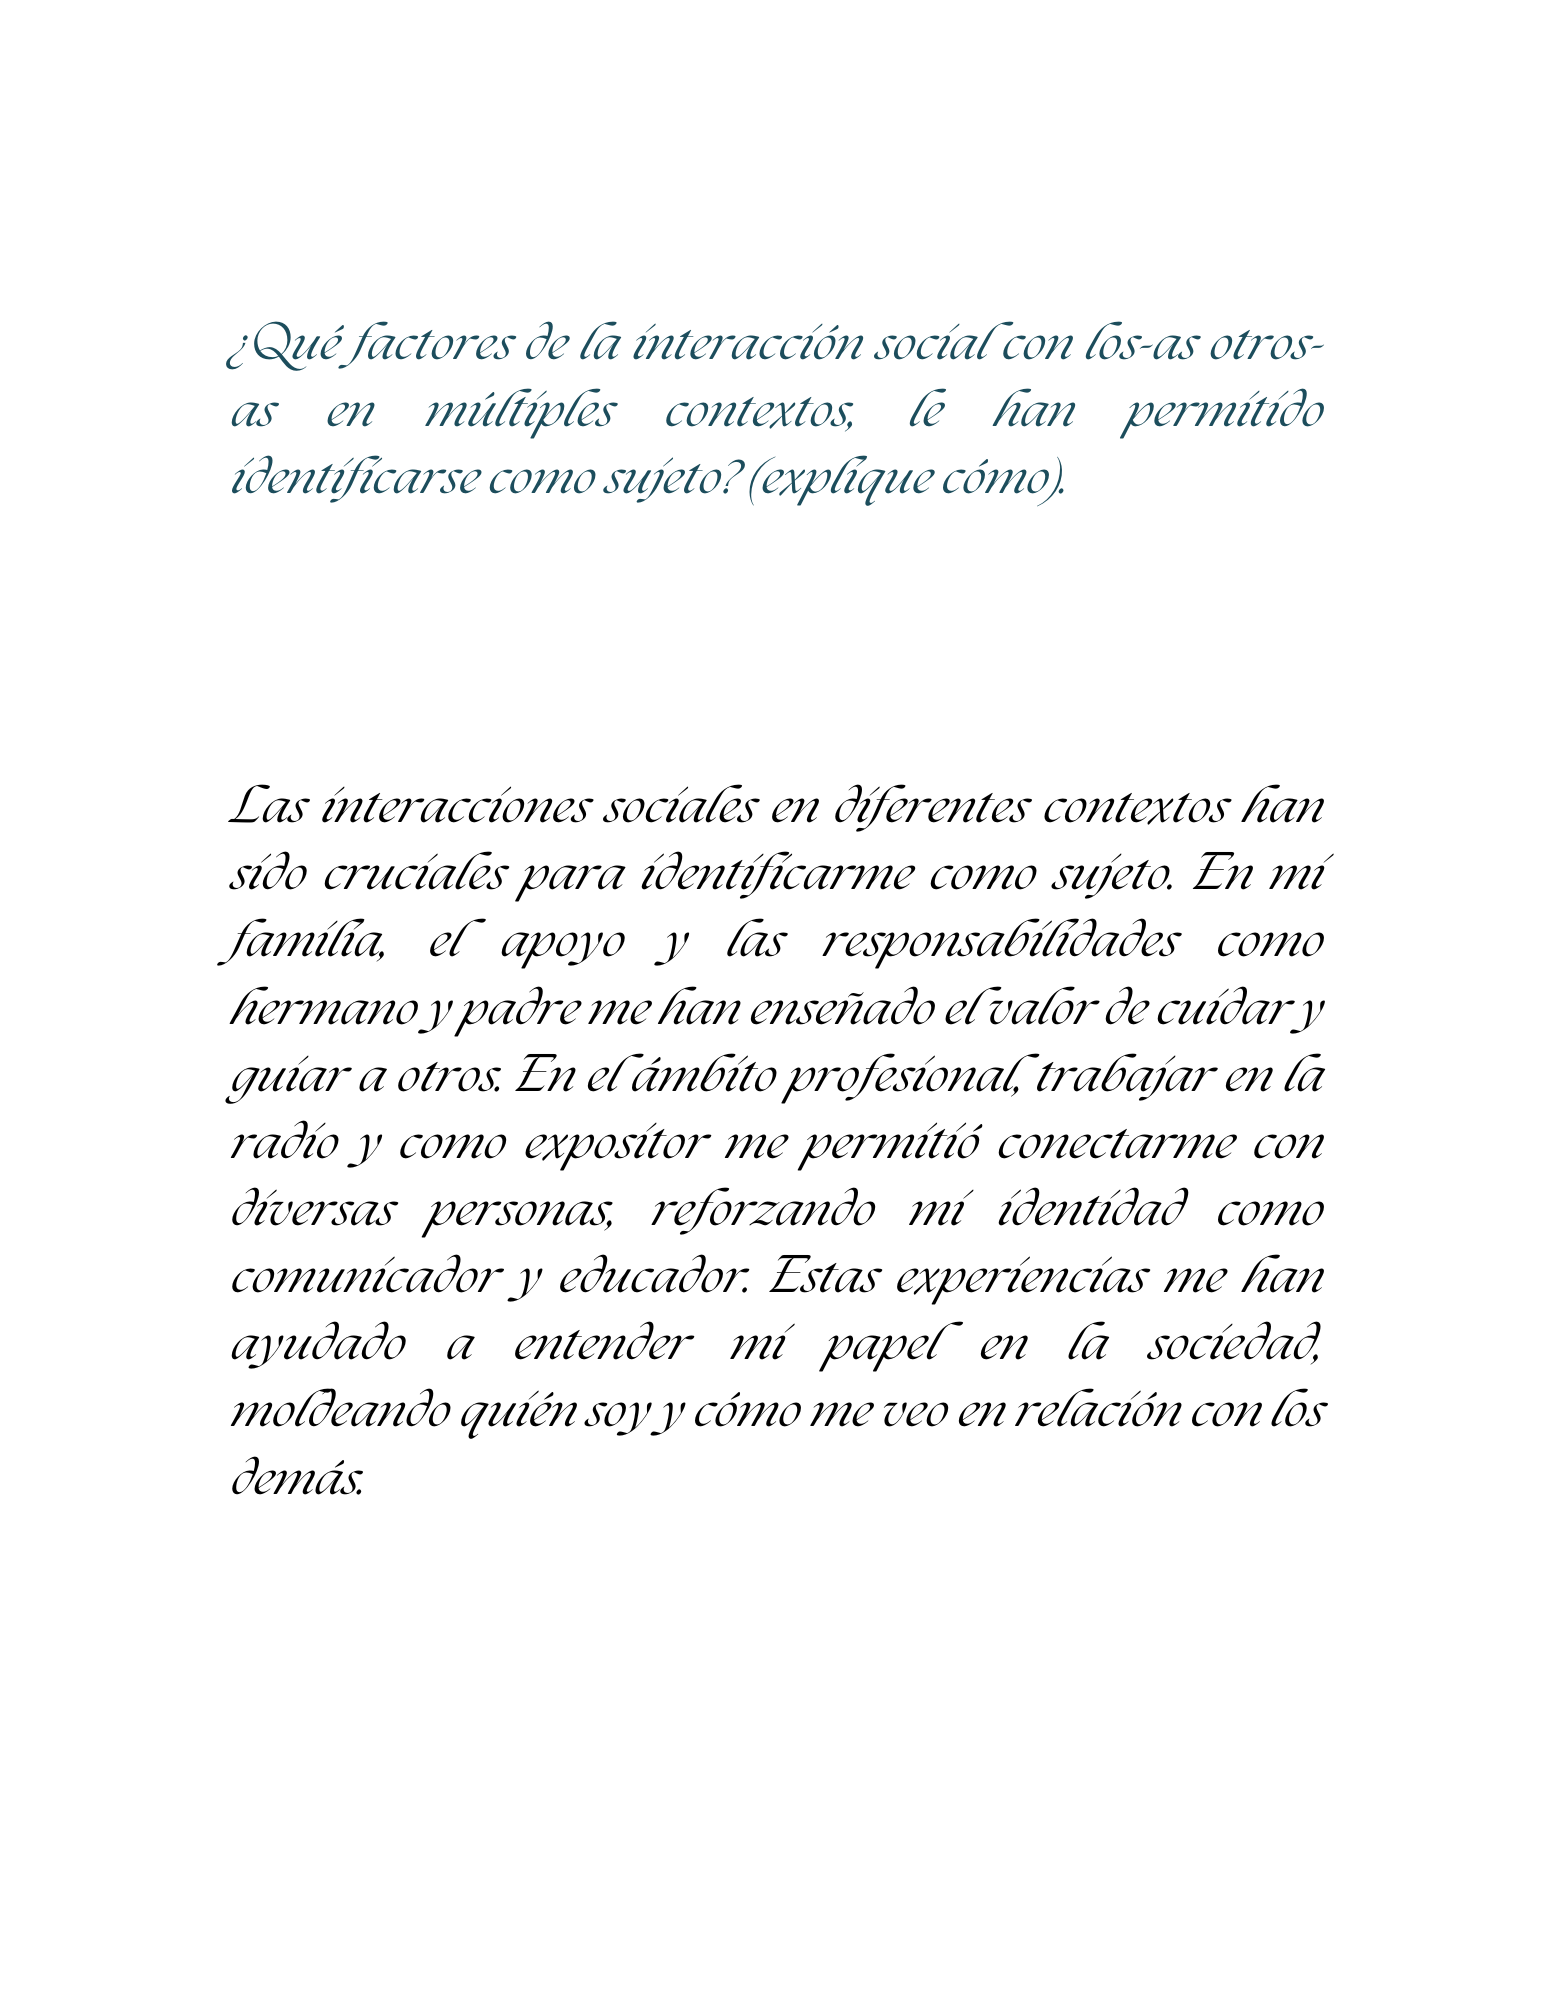 ¿Qué factores de la interacción social con los-as otros-
as en múltiples contextos, le han permitido
identificarse como sujeto? (explique cómo).
Las interacciones sociales en diferentes contextos han
sido cruciales para identificarme como sujeto. En mi
familia, el apoyo y las responsabilidades como
hermano y padre me han enseñado el valor de cuidar y
guiar a otros. En el ámbito profesional, trabajar en la
radio y como expositor me permitió conectarme con
diversas personas, reforzando mi identidad como
comunicador y educador. Estas experiencias me han
ayudado a entender mi papel en la sociedad,
moldeando quién soy y cómo me veo en relación con los
demás.